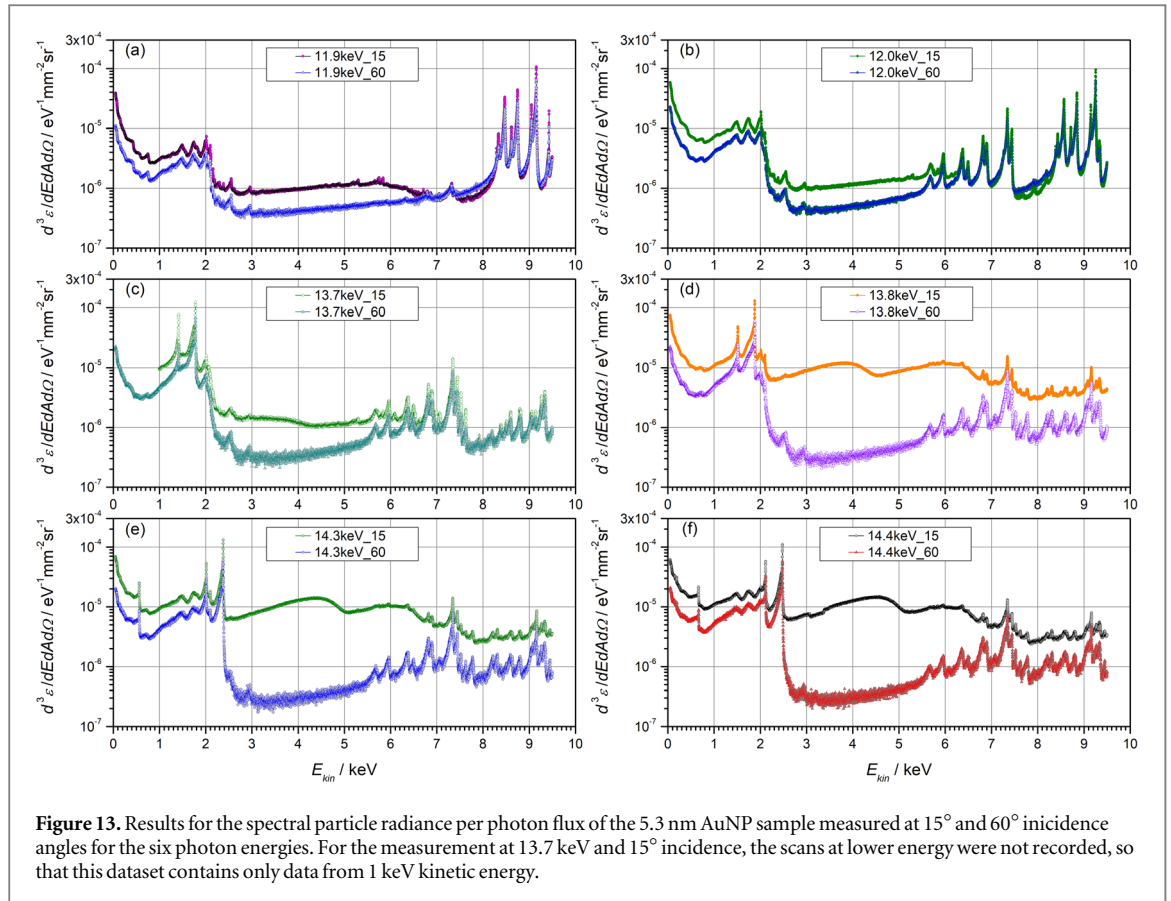 3x10⁻⁴
10⁻⁴
10⁻⁵
10⁻⁶
10⁻⁷
d³ε/dEdAdΩ / eV⁻¹mm⁻²sr⁻¹
(a)
11.9keV_15
11.9keV_60
0 1 2 3 4 5 6 7 8 9 10
3x10⁻⁴
10⁻⁴
10⁻⁵
10⁻⁶
10⁻⁷
d³ε/dEdAdΩ / eV⁻¹mm⁻²sr⁻¹
(b)
12.0keV_15
12.0keV_60
0 1 2 3 4 5 6 7 8 9 10
3x10⁻⁴
10⁻⁴
10⁻⁵
10⁻⁶
10⁻⁷
d³ε/dEdAdΩ / eV⁻¹mm⁻²sr⁻¹
(c)
13.7keV_15
13.7keV_60
0 1 2 3 4 5 6 7 8 9 10
3x10⁻⁴
10⁻⁴
10⁻⁵
10⁻⁶
10⁻⁷
d³ε/dEdAdΩ / eV⁻¹mm⁻²sr⁻¹
(d)
13.8keV_15
13.8keV_60
0 1 2 3 4 5 6 7 8 9 10
3x10⁻⁴
10⁻⁴
10⁻⁵
10⁻⁶
10⁻⁷
d³ε/dEdAdΩ / eV⁻¹mm⁻²sr⁻¹
(e)
14.3keV_15
14.3keV_60
0 1 2 3 4 5 6 7 8 9 10
E_kin / keV
3x10⁻⁴
10⁻⁴
10⁻⁵
10⁻⁶
10⁻⁷
d³ε/dEdAdΩ / eV⁻¹mm⁻²sr⁻¹
(f)
14.4keV_15
14.4keV_60
0 1 2 3 4 5 6 7 8 9 10
E_kin / keV
Figure 13. Results for the spectral particle radiance per photon flux of the 5.3 nm AuNP sample measured at 15° and 60° inicidence
angles for the six photon energies. For the measurement at 13.7 keV and 15° incidence, the scans at lower energy were not recorded, so
that this dataset contains only data from 1 keV kinetic energy.